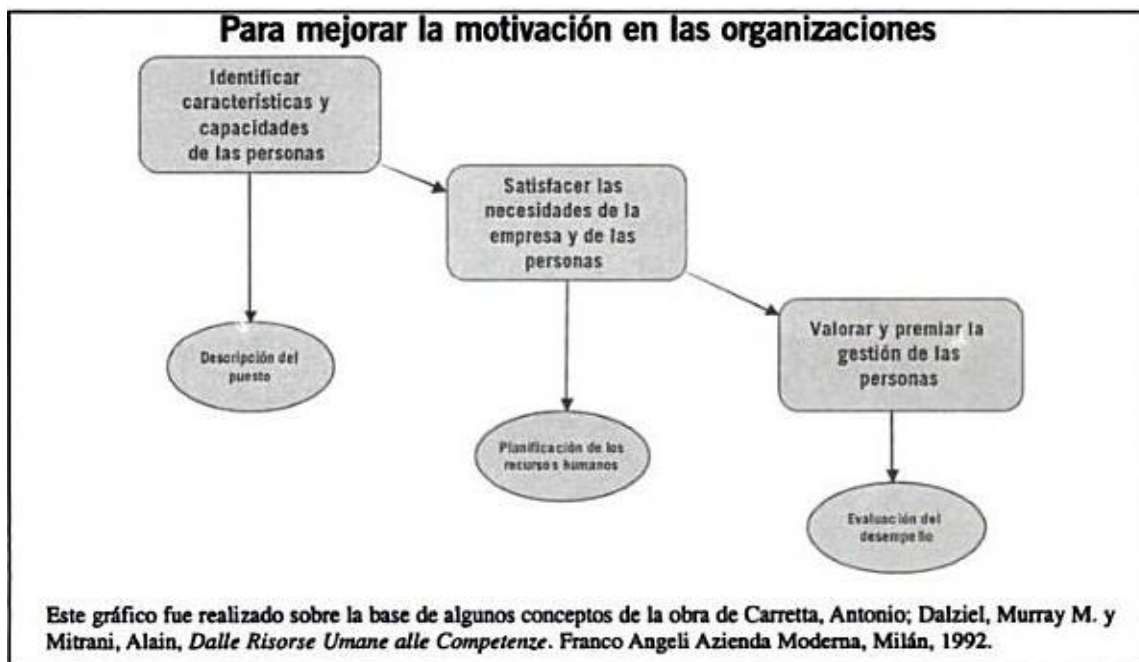 Para mejorar la motivación en las organizaciones
Identificar
características y
capacidades
de las personas
Satisfacer las
necesidades de la
empresa y de las
personas
Valorar y premiar la
gestión de las
personas
Descripción del
puesto
Planificación de los
recursos humanos
Evaluación del
desempeño
Este gráfico fue realizado sobre la base de algunos conceptos de la obra de Carretta, Antonio; Dalziel, Murray M. y
Mitrani, Alain, Dalle Risorse Umane alle Competenze. Franco Angeli Azienda Moderna, Milán, 1992.